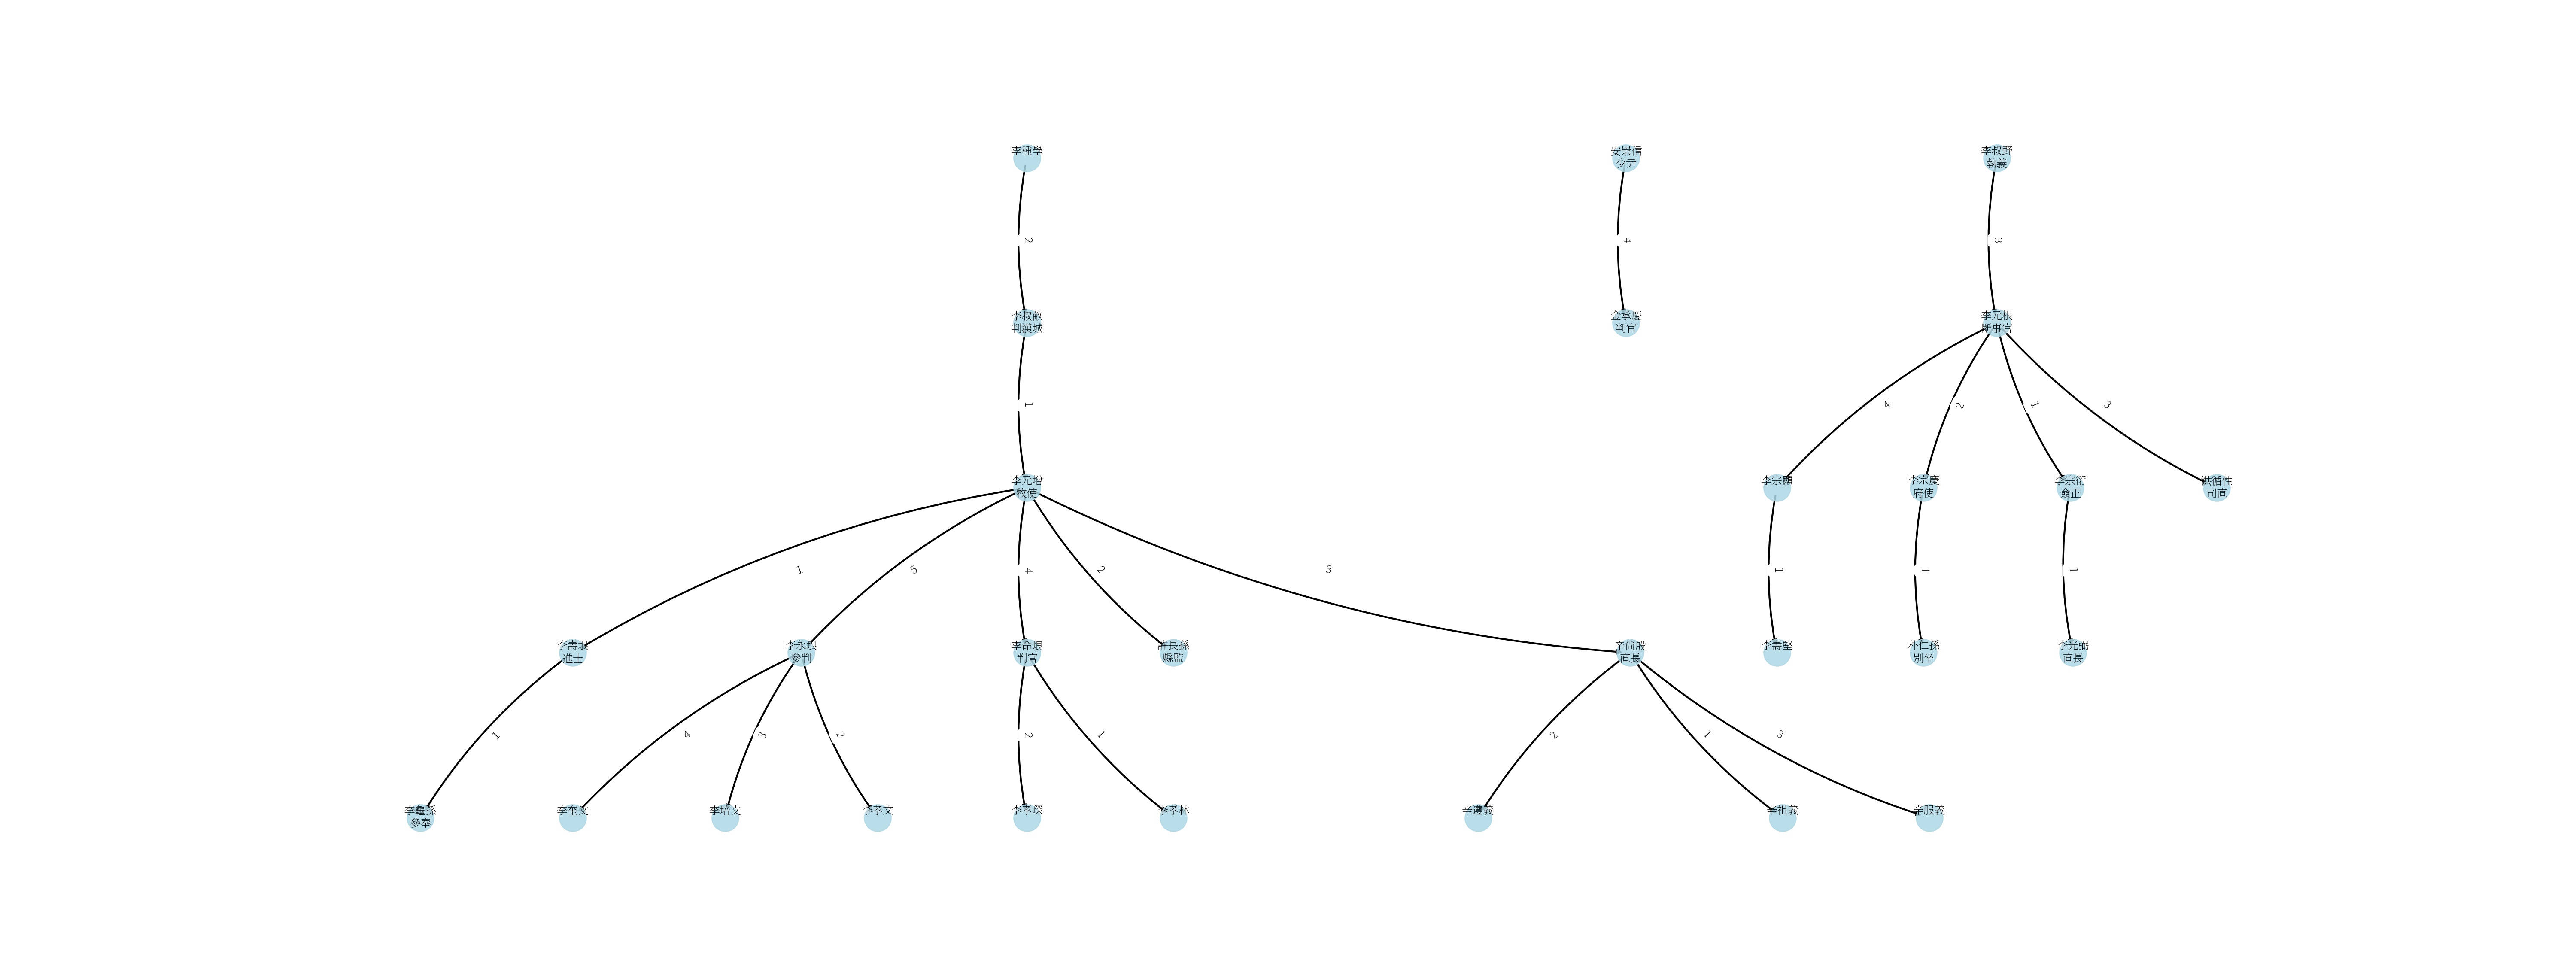 李種學
安崇信
少尹
李叔野
執義
2
4
3
李叔畝
判漢城
金承慶
判官
李元根
斷事官
1
4
2
1
3
李元增
牧使
李宗顯
李宗慶
府使
李宗衍
僉正
洪循性
司直
1
5
4
2
3
1
1
1
李壽垠
進士
李永垠
參判
李命垠
判官
許長孫
縣監
辛尙殷
直長
李壽堅
朴仁孫
別坐
李光弼
直長
1
4
3
2
2
1
2
1
3
李龜孫
參奉
李奎文
李培文
李孝文
李孝琛
李孝林
辛遵義
辛祖義
辛服義